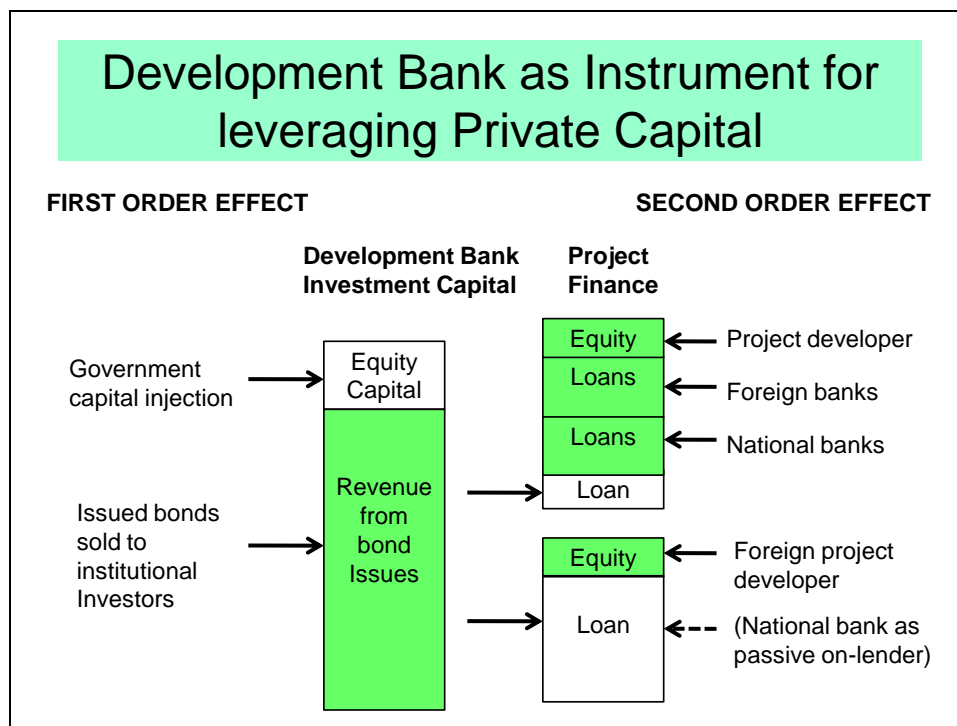 Development Bank as Instrument for
leveraging Private Capital
FIRST ORDER EFFECT
SECOND ORDER EFFECT
Development Bank
Investment Capital
Project
Finance
Government
capital injection
Equity
Capital
Issued bonds
sold to
institutional
Investors
Revenue
from
bond
Issues
Equity
Project developer
Loans
Foreign banks
Loans
National banks
Loan
Equity
Foreign project
developer
Loan
(National bank as
passive on-lender)